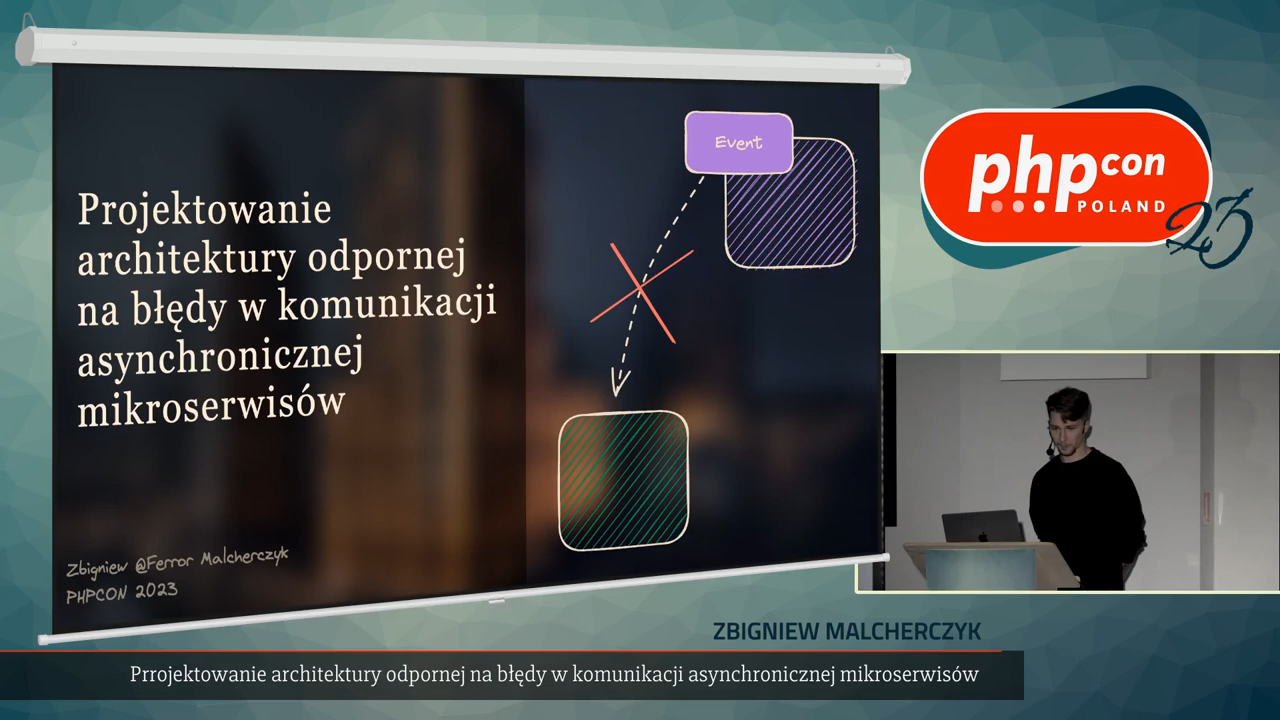 Projektowanie
architektury odpornej
na błędy w komunikacji
asynchronicznej
mikroserwisów
Event
Zbigniew @Ferror Malcherczyk
PHPCON 2023
phpcon
POLAND
23
ZBIGNIEW MALCHERCZYK
Prrojektowanie architektury odpornej na błędy w komunikacji asynchronicznej mikroserwisów